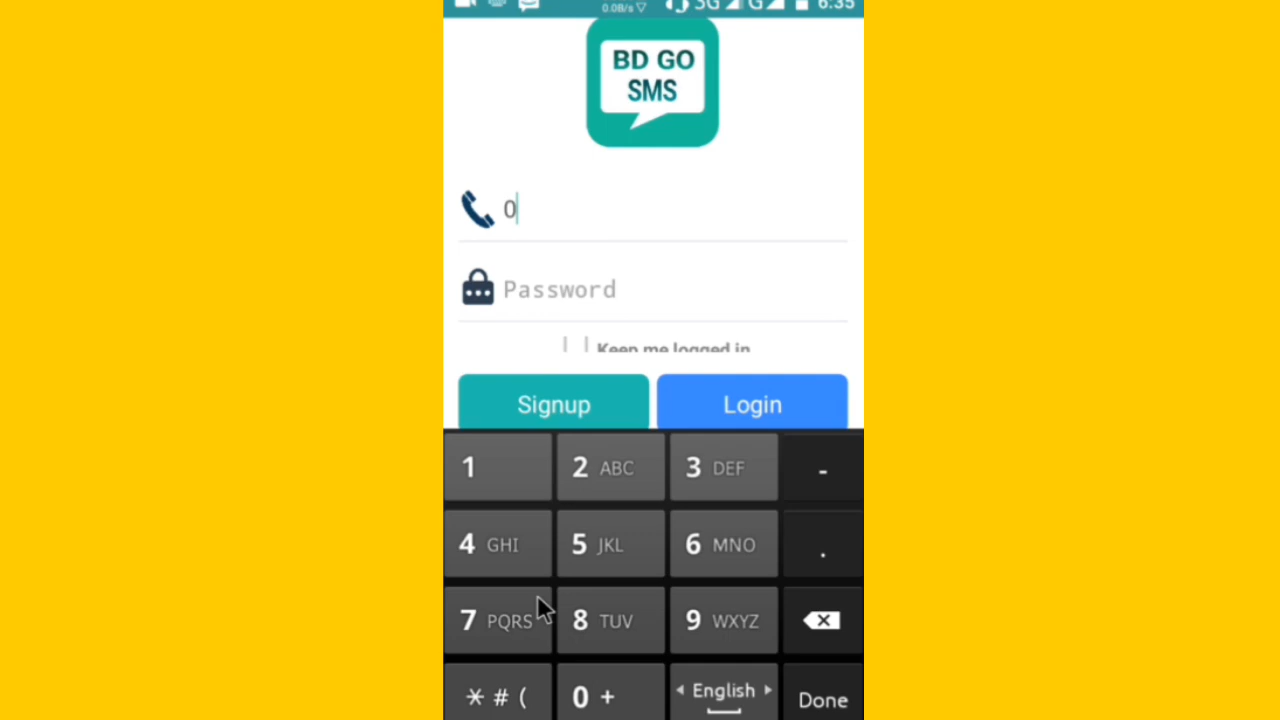 0.0B/s 3G G 6:35
BD GO
SMS
0
Password
Keep me logged in
Signup Login
1 2 ABC 3 DEF -
4 GHI 5 JKL 6 MNO .
7 PQRS 8 TUV 9 WXYZ
* # ( 0 + English Done